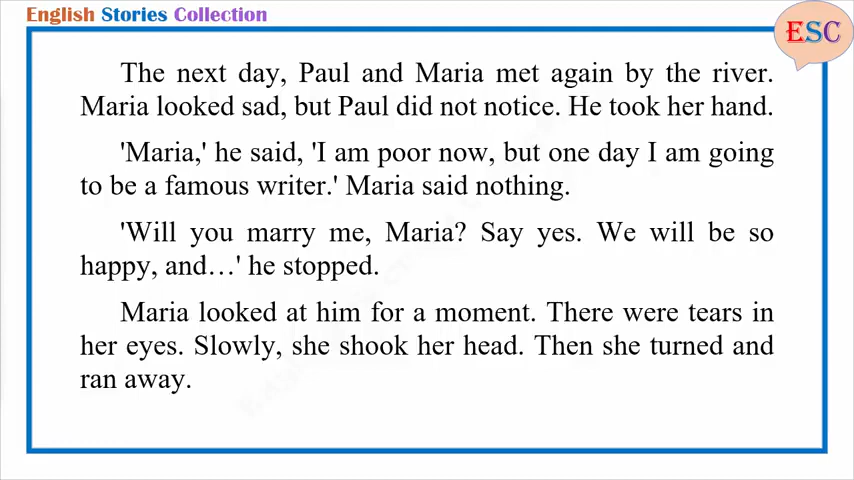 English Stories Collection
ESC
The next day, Paul and Maria met again by the river.
Maria looked sad, but Paul did not notice. He took her hand.
'Maria,' he said, 'I am poor now, but one day I am going
to be a famous writer.' Maria said nothing.
'Will you marry me, Maria? Say yes. We will be so
happy, and…' he stopped.
Maria looked at him for a moment. There were tears in
her eyes. Slowly, she shook her head. Then she turned and
ran away.